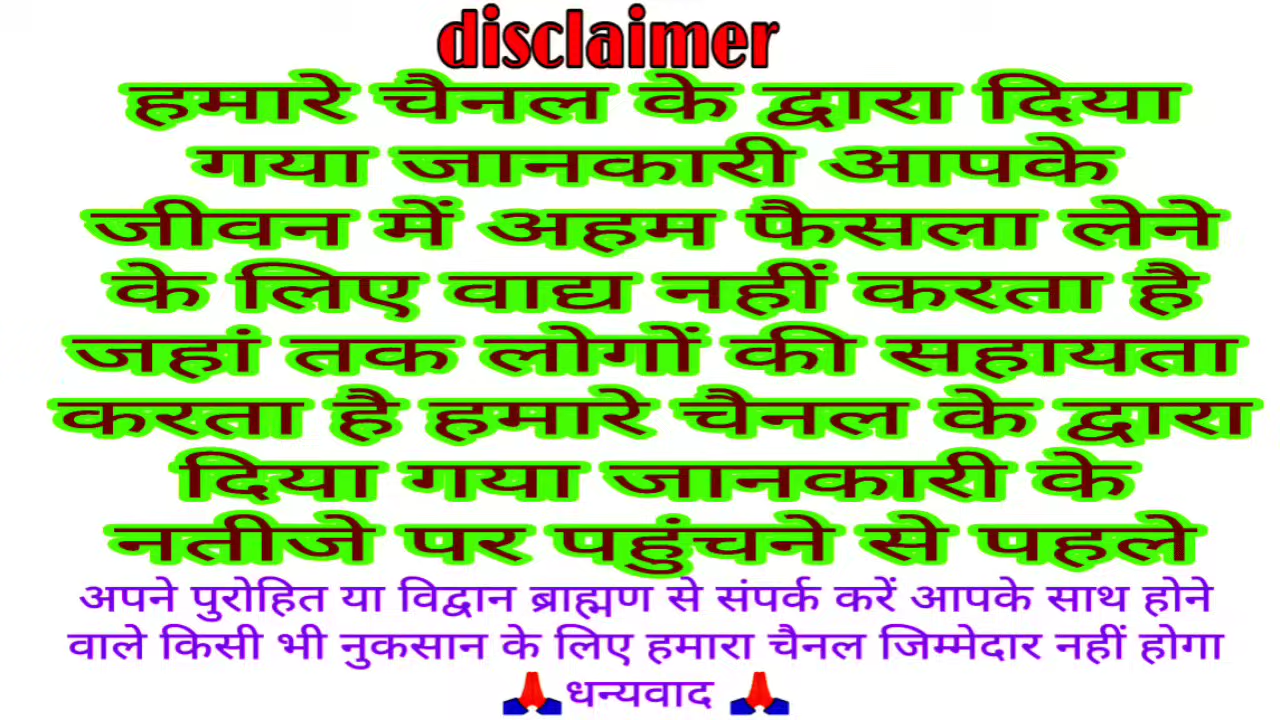 disclaimer
हमारे चैनल के द्वारा दिया
गया जानकारी आपके
जीवन में अहम फैसला लेने
के लिए वाद्य नहीं करता है
जहां तक लोगों की सहायता
करता है हमारे चैनल के द्वारा
दिया गया जानकारी के
नतीजे पर पहुंचने से पहले
अपने पुरोहित या विद्वान ब्राह्मण से संपर्क करें आपके साथ होने
वाले किसी भी नुकसान के लिए हमारा चैनल जिम्मेदार नहीं होगा
🙏धन्यवाद 🙏